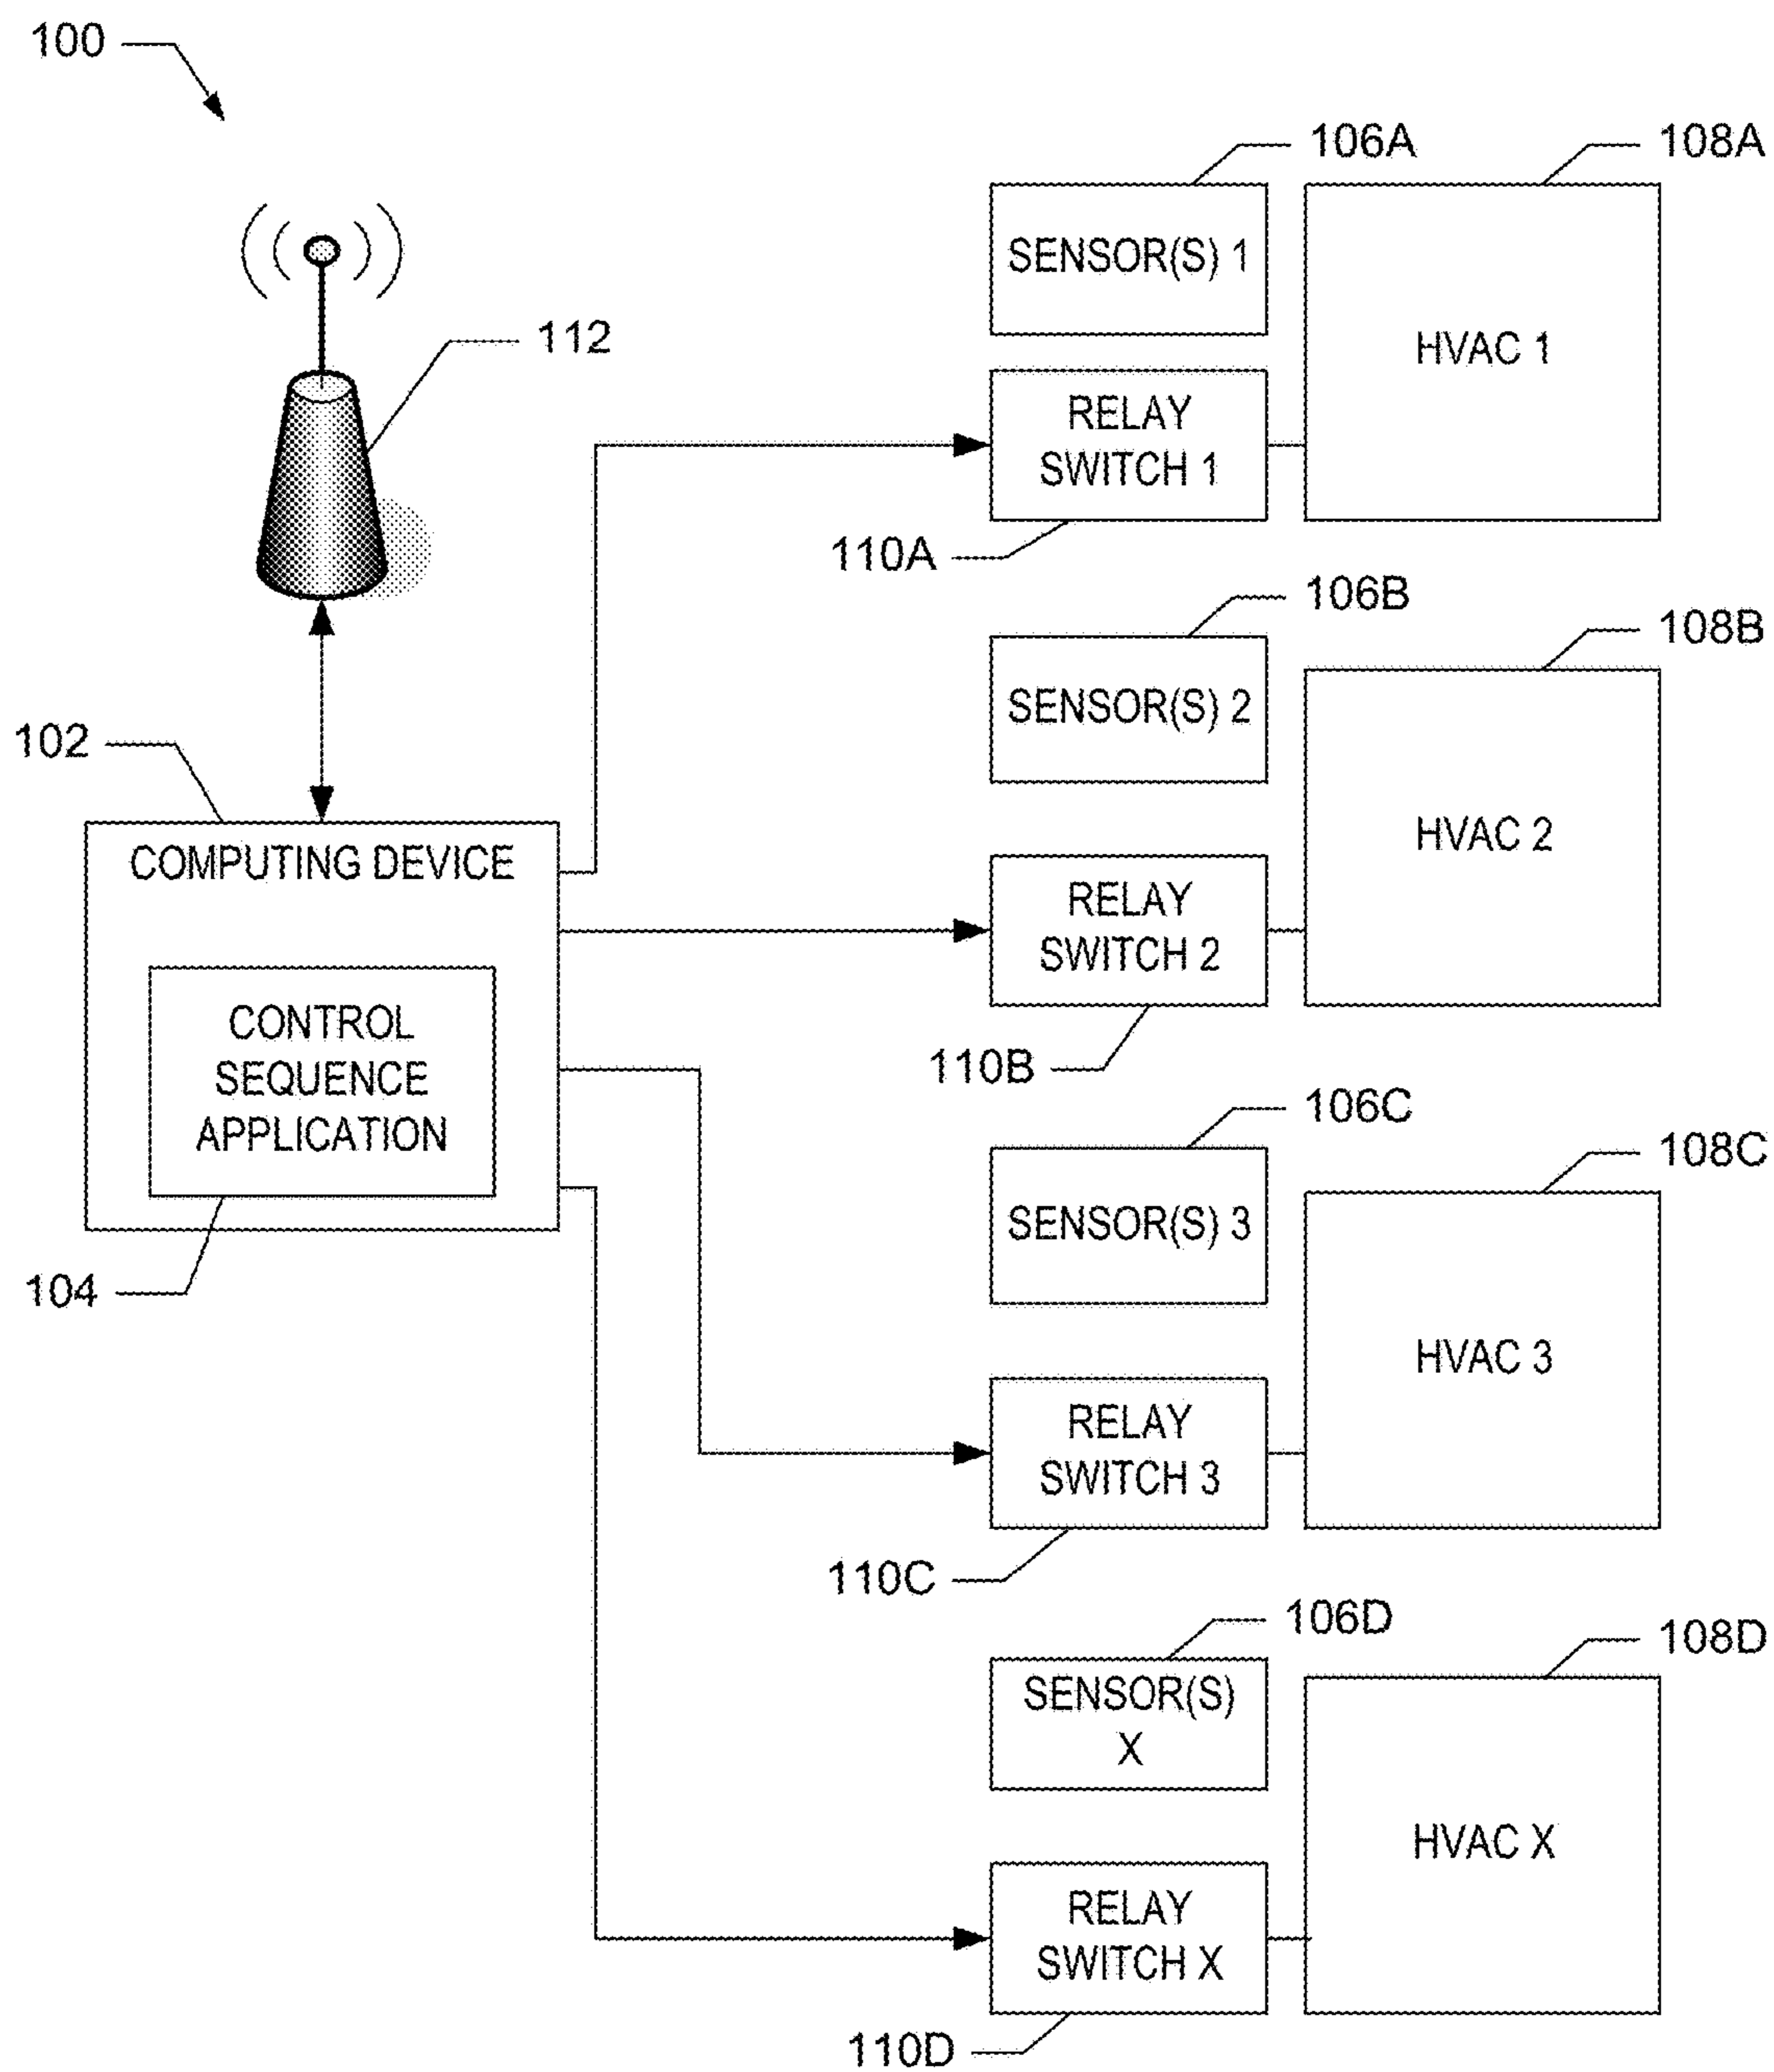 100
106A
108A
SENSOR(S) 1
HVAC 1
112
RELAY
SWITCH 1
110A
106B
108B
SENSOR(S) 2
HVAC 2
102
COMPUTING DEVICE
RELAY
SWITCH 2
110B
CONTROL
SEQUENCE
APPLICATION
104
106C
108C
SENSOR(S) 3
HVAC 3
RELAY
SWITCH 3
110C
106D
108D
SENSOR(S)
X
HVAC X
RELAY
SWITCH X
110D